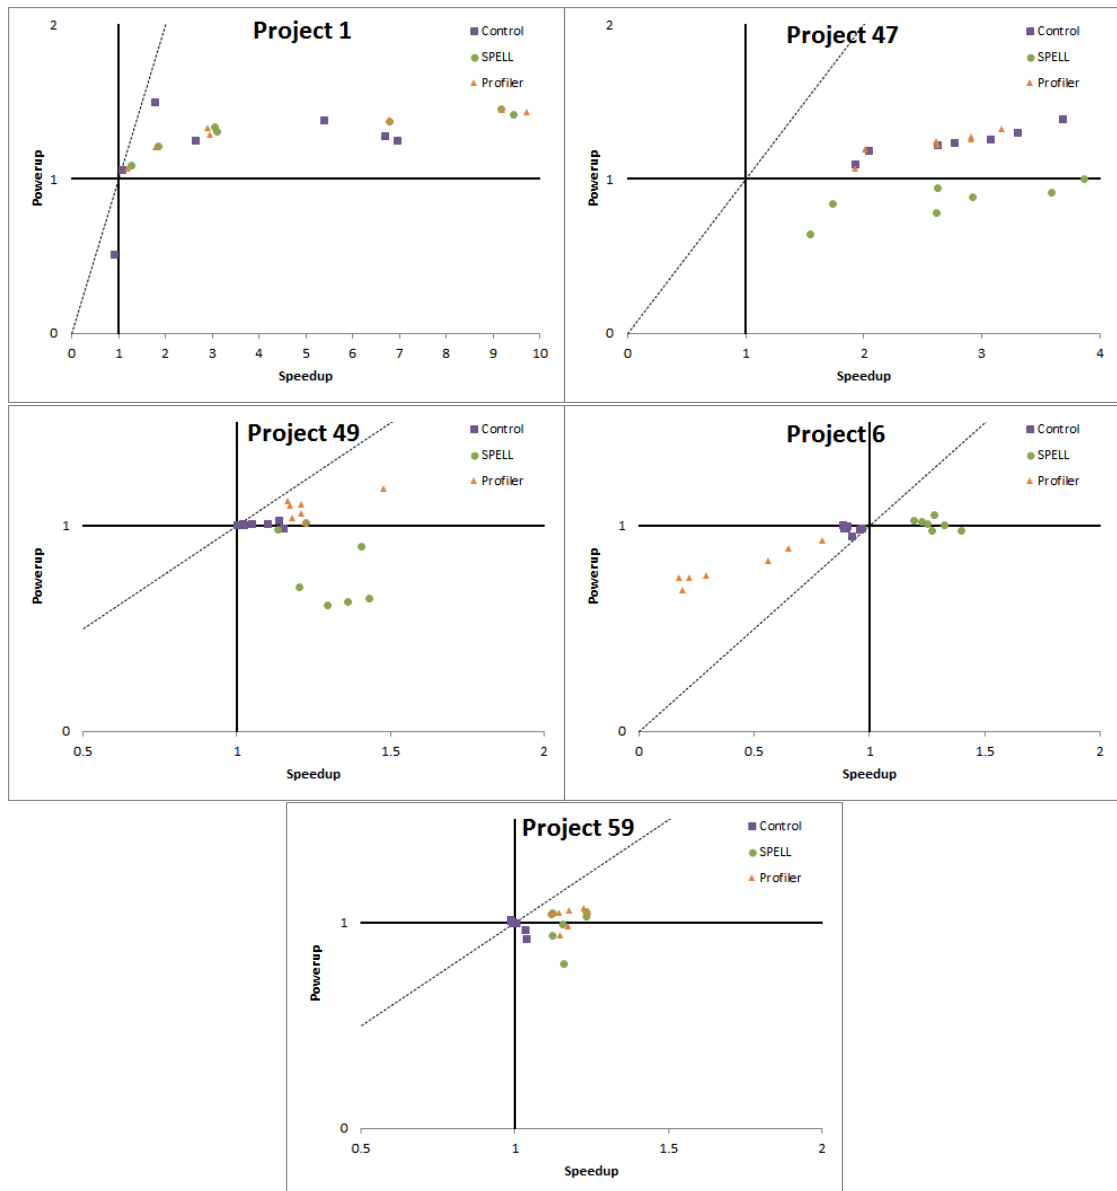 Project 1
Control
SPELL
Profiler
2
1
0
Powerup
0 1 2 3 4 5 6 7 8 9 10
Speedup
Project 47
Control
SPELL
Profiler
2
1
0
Powerup
0 1 2 3 4
Speedup
Project 49
Control
SPELL
Profiler
1
0
Powerup
0.5 1 1.5 2
Speedup
Project 6
Control
SPELL
Profiler
1
0
Powerup
0 0.5 1 1.5 2
Speedup
Project 59
Control
SPELL
Profiler
1
0
Powerup
0.5 1 1.5 2
Speedup